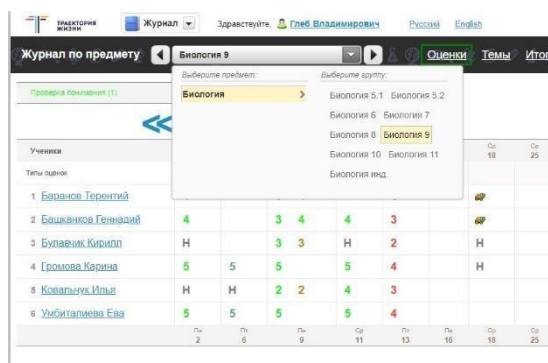 ТРАЕКТОРИЯ ЖИЗНИ Журнал Здравствуйте, Глеб Владимирович Русский English
Журнал по предмету Биология 9 Оценки Темы Итог
Выберите предмет: Выберите группу:
Проверка понимания (1)
Биология Биология 5.1 Биология 5.2
Биология 6 Биология 7
Биология 8 Биология 9
Биология 10 Биология 11
Биология инд.
Ученики Ср 18 Ср 25
Типы оценок
1 Баранов Терентий
2 Башканков Геннадий 4 3 4 4 3
3 Булавчик Кирилл Н 3 3 Н 2 Н
4 Громова Карина 5 5 5 5 4 Н
5 Ковальчук Илья Н Н 2 2 4 3
6 Умбиталиева Ева 5 5 5 5 4
Пн 2 Пт 6 Пн 9 Ср 11 Пт 13 Пн 16 Ср 18 Ср 25